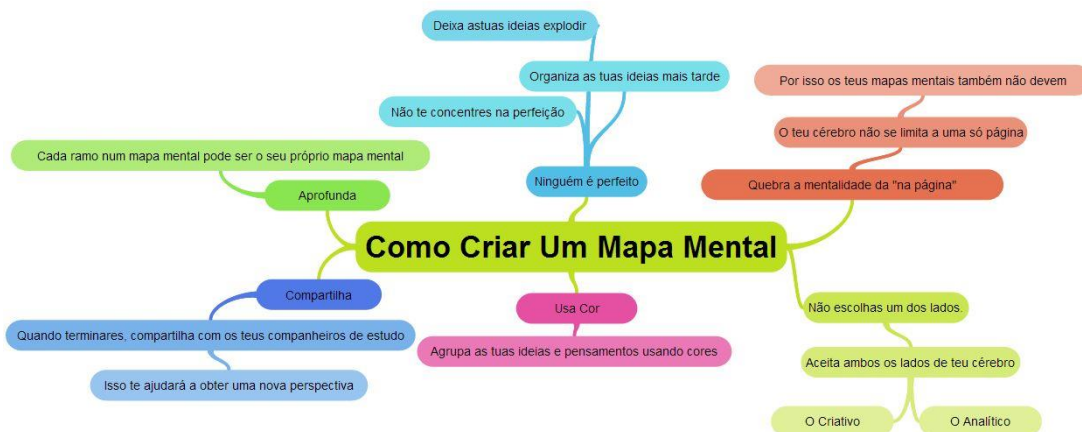 Deixa astuas ideias explodir
Organiza as tuas ideias mais tarde
Não te concentres na perfeição
Ninguém é perfeito
Por isso os teus mapas mentais também não devem
O teu cérebro não se limita a uma só página
Quebra a mentalidade da "na página"
Cada ramo num mapa mental pode ser o seu próprio mapa mental
Aprofunda
Como Criar Um Mapa Mental
Compartilha
Quando terminares, compartilha com os teus companheiros de estudo
Isso te ajudará a obter uma nova perspectiva
Usa Cor
Agrupa as tuas ideias e pensamentos usando cores
Não escolhas um dos lados.
Aceita ambos os lados de teu cérebro
O Criativo
O Analítico